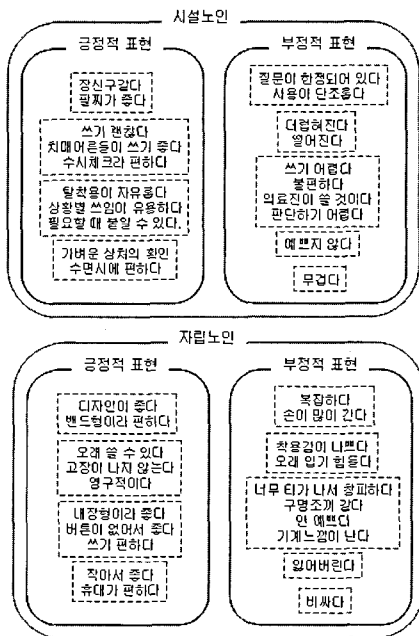 시설노인
긍정적 표현
장신구같다
팔찌가 좋다
쓰기 괜찮다
치매어른들이 쓰기 좋다
수시체크라 편하다
탈착용이 자유롭다
상황별 쓰임이 유용하다
필요할 때 붙일 수 있다.
가벼운 상처의 확인
수면시에 편하다
부정적 표현
질문이 한정되어 있다
사용이 단조롭다
더럽혀진다
떨어진다
쓰기 어렵다
불편하다
의료진이 쓸 것이다
판단하기 어렵다
예쁘지 않다
무겁다
자립노인
긍정적 표현
디자인이 좋다
밴드형이라 편하다
오래 쓸 수 있다
고장이 나지 않는다
영구적이다
내장형이라 좋다
버튼이 없어서 좋다
쓰기 편하다
작아서 좋다
휴대가 편하다
부정적 표현
복잡하다
손이 많이 간다
착용감이 나쁘다
오래 입기 힘들다
너무 티가 나서 창피하다
구명조끼 같다
안 예쁘다
기계느낌이 난다
잃어버린다
비싸다